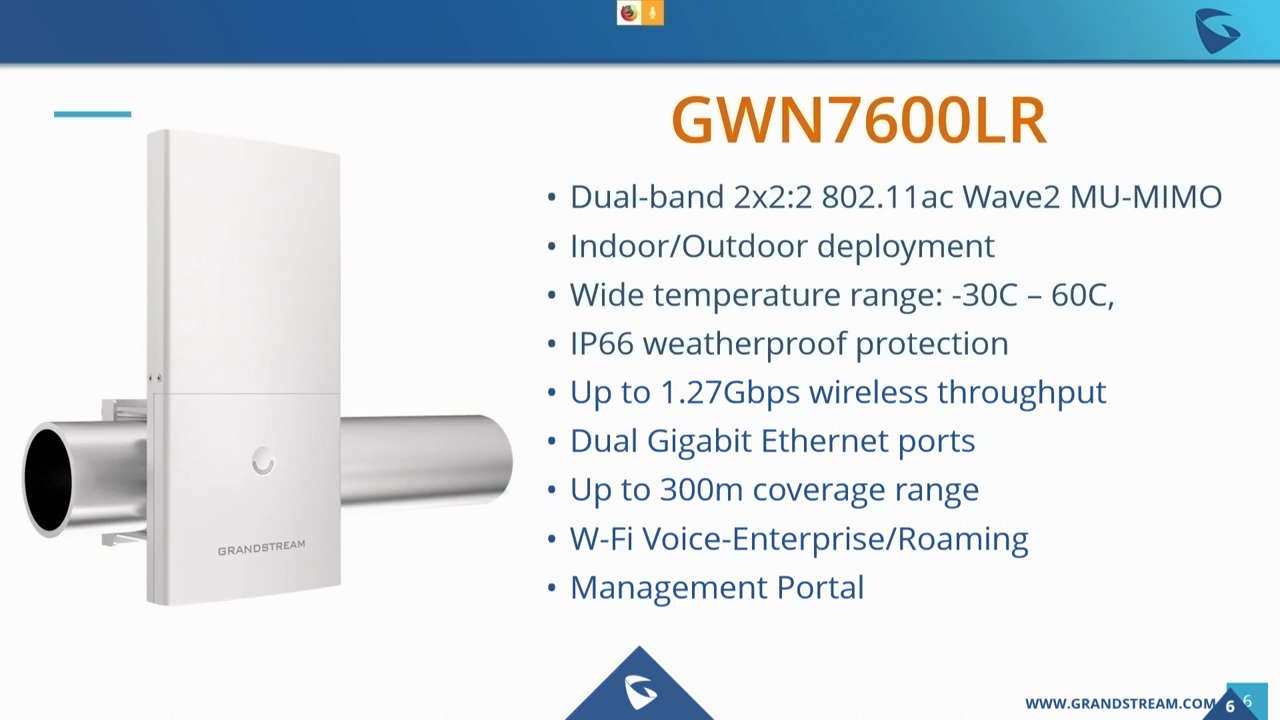 GWN7600LR
• Dual-band 2x2:2 802.11ac Wave2 MU-MIMO
• Indoor/Outdoor deployment
• Wide temperature range: -30C – 60C,
• IP66 weatherproof protection
• Up to 1.27Gbps wireless throughput
• Dual Gigabit Ethernet ports
• Up to 300m coverage range
• W-Fi Voice-Enterprise/Roaming
• Management Portal
GRANDSTREAM
WWW.GRANDSTREAM.COM 6 6